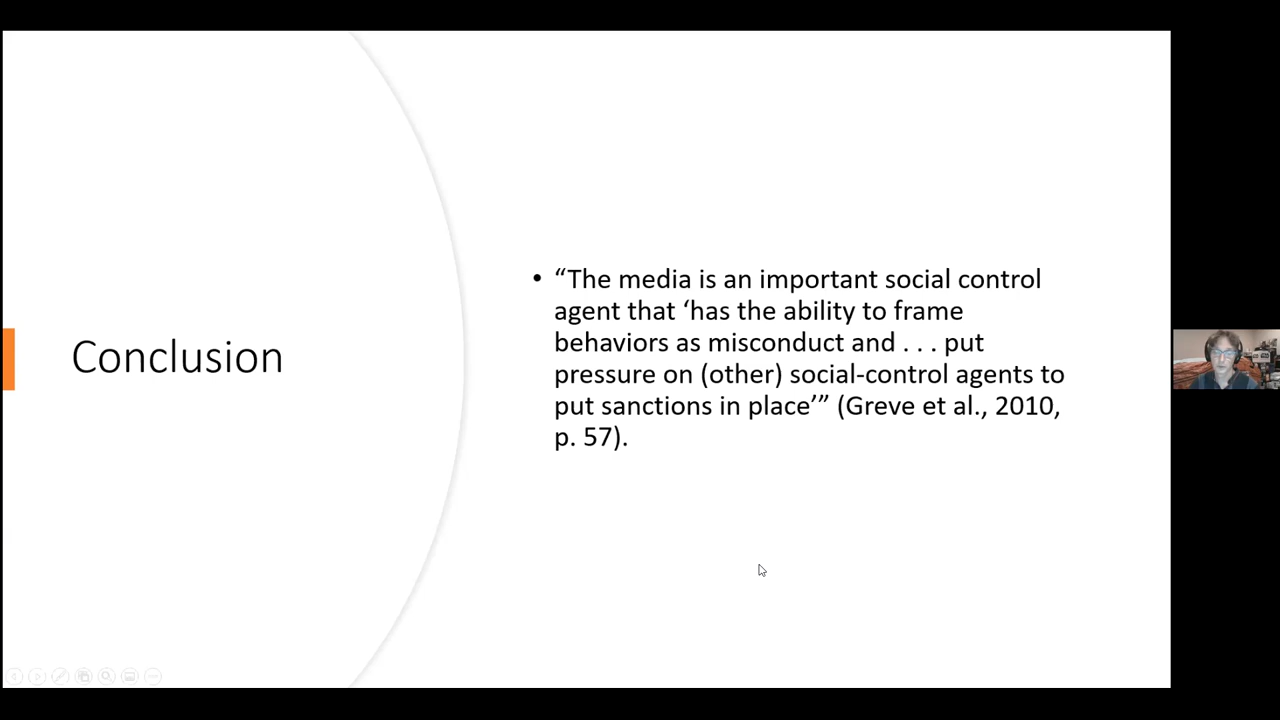 Conclusion
• “The media is an important social control
agent that ‘has the ability to frame
behaviors as misconduct and . . . put
pressure on (other) social-control agents to
put sanctions in place’” (Greve et al., 2010,
p. 57).